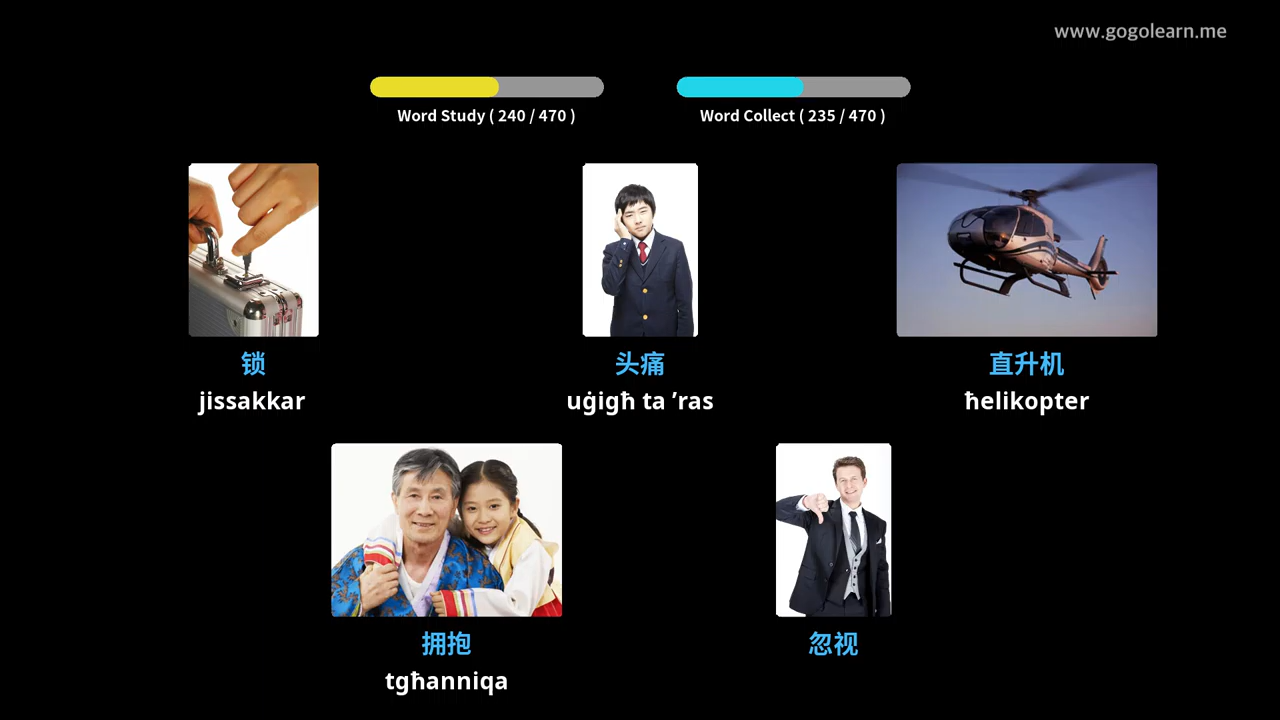 www.gogolearn.me
Word Study ( 240 / 470 )
Word Collect ( 235 / 470 )
锁
jissakkar
头痛
uġigħ ta ’ras
直升机
ħelikopter
拥抱
tgħanniqa
忽视